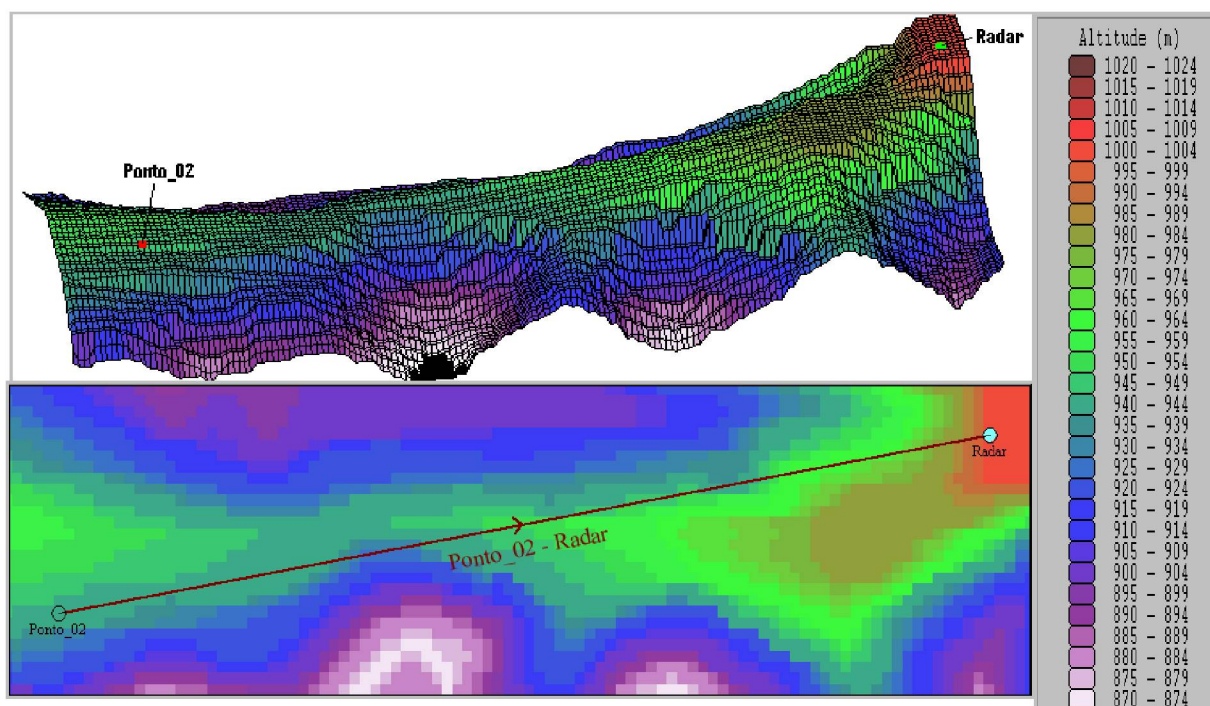 Radar
Ponto_02
Ponto_02 - Radar
Radar
Ponto_02
Altitude (m)
1020 - 1024
1015 - 1019
1010 - 1014
1005 - 1009
1000 - 1004
995 - 999
990 - 994
985 - 989
980 - 984
975 - 979
970 - 974
965 - 969
960 - 964
955 - 959
950 - 954
945 - 949
940 - 944
935 - 939
930 - 934
925 - 929
920 - 924
915 - 919
910 - 914
905 - 909
900 - 904
895 - 899
890 - 894
885 - 889
880 - 884
875 - 879
870 - 874